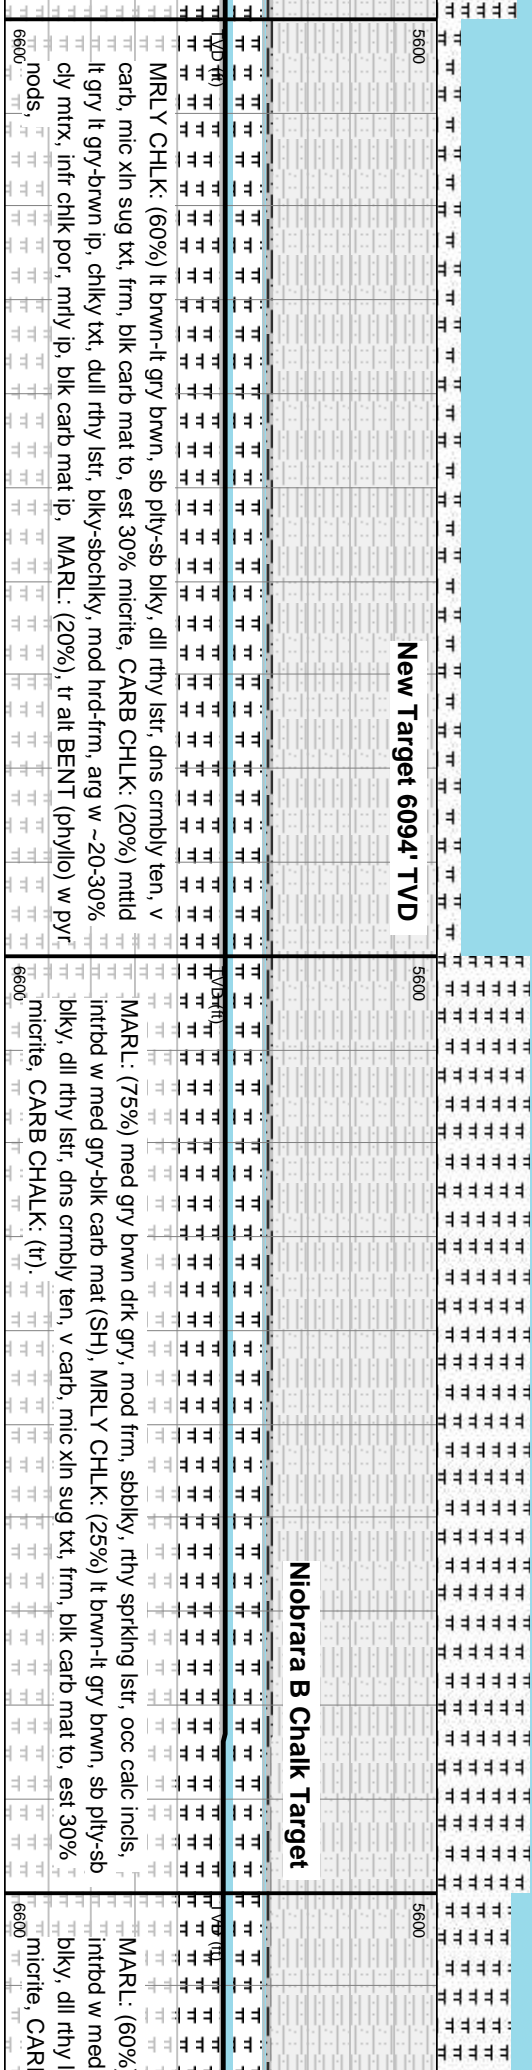 5600
New Target 6094' TVD
TVD (ft)
MRLY CHLK: (60%) lt brwn-lt gry brwn, sb plty-sb blky, dll rthy lstr, dns crmbly ten, v
carb, mic xln sug txt, frm, blk carb mat to, est 30% micrite, CARB CHLK: (20%) mttld
lt gry lt gry-brwn ip, chlky txt, dull rthy lstr, blky-sbchlky, mod hrd-frm, arg w ~20-30%
cly mtrx, infr chlk por, mrly ip, blk carb mat ip, MARL: (20%), tr alt BENT (phyllo) w pyr
nods,
6600
5600
Niobrara B Chalk Target
TVD (ft)
MARL: (75%) med gry brwn drk gry, mod frm, sbblky, rthy sprklng lstr, occ calc incls,
intrbd w med gry-blk carb mat (SH), MRLY CHLK: (25%) lt brwn-lt gry brwn, sb plty-sb
blky, dll rthy lstr, dns crmbly ten, v carb, mic xln sug txt, frm, blk carb mat to, est 30%
micrite, CARB CHALK: (tr).
6600
5600
TVD (ft)
MARL: (60%
intrbd w med
blky, dll rthy l
micrite, CAR
6600